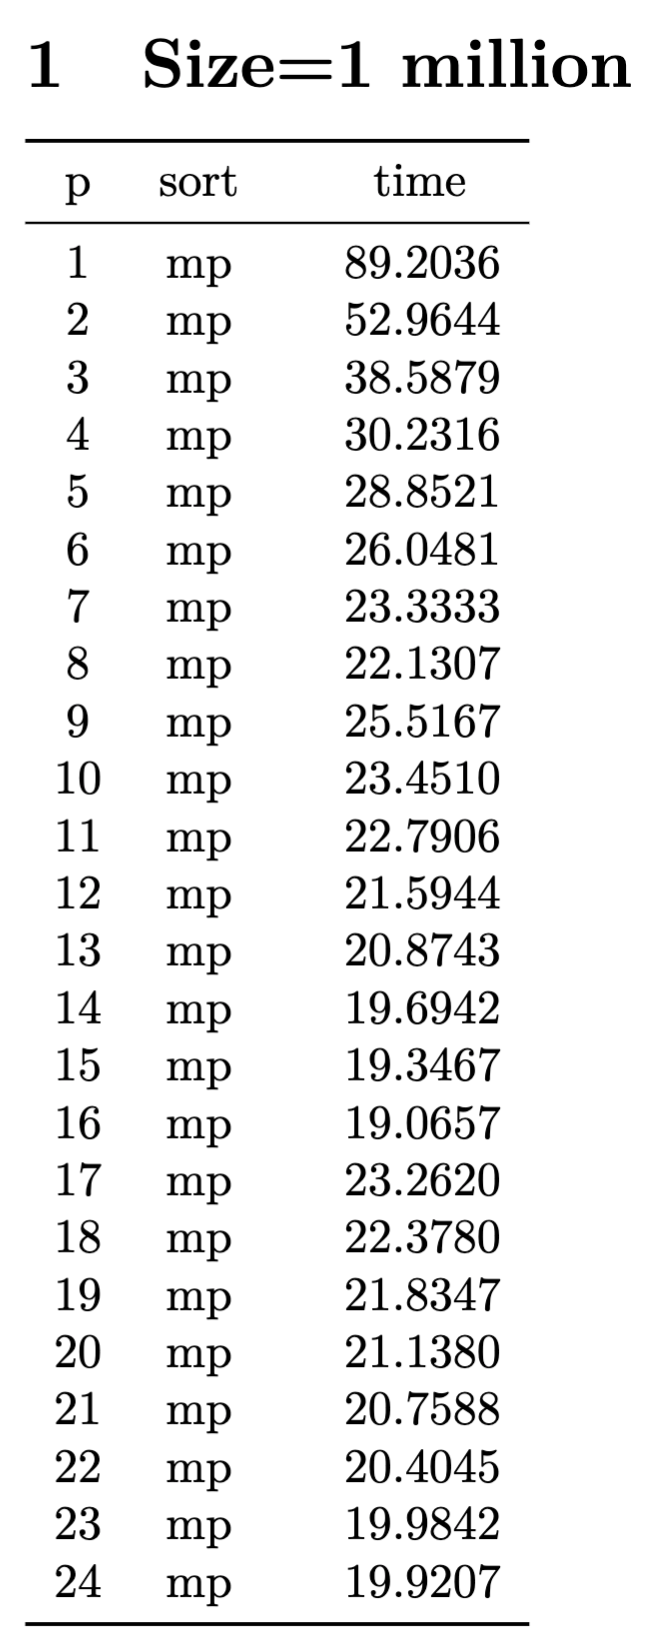 1 Size=1 million
p sort time
1 mp 89.2036
2 mp 52.9644
3 mp 38.5879
4 mp 30.2316
5 mp 28.8521
6 mp 26.0481
7 mp 23.3333
8 mp 22.1307
9 mp 25.5167
10 mp 23.4510
11 mp 22.7906
12 mp 21.5944
13 mp 20.8743
14 mp 19.6942
15 mp 19.3467
16 mp 19.0657
17 mp 23.2620
18 mp 22.3780
19 mp 21.8347
20 mp 21.1380
21 mp 20.7588
22 mp 20.4045
23 mp 19.9842
24 mp 19.9207